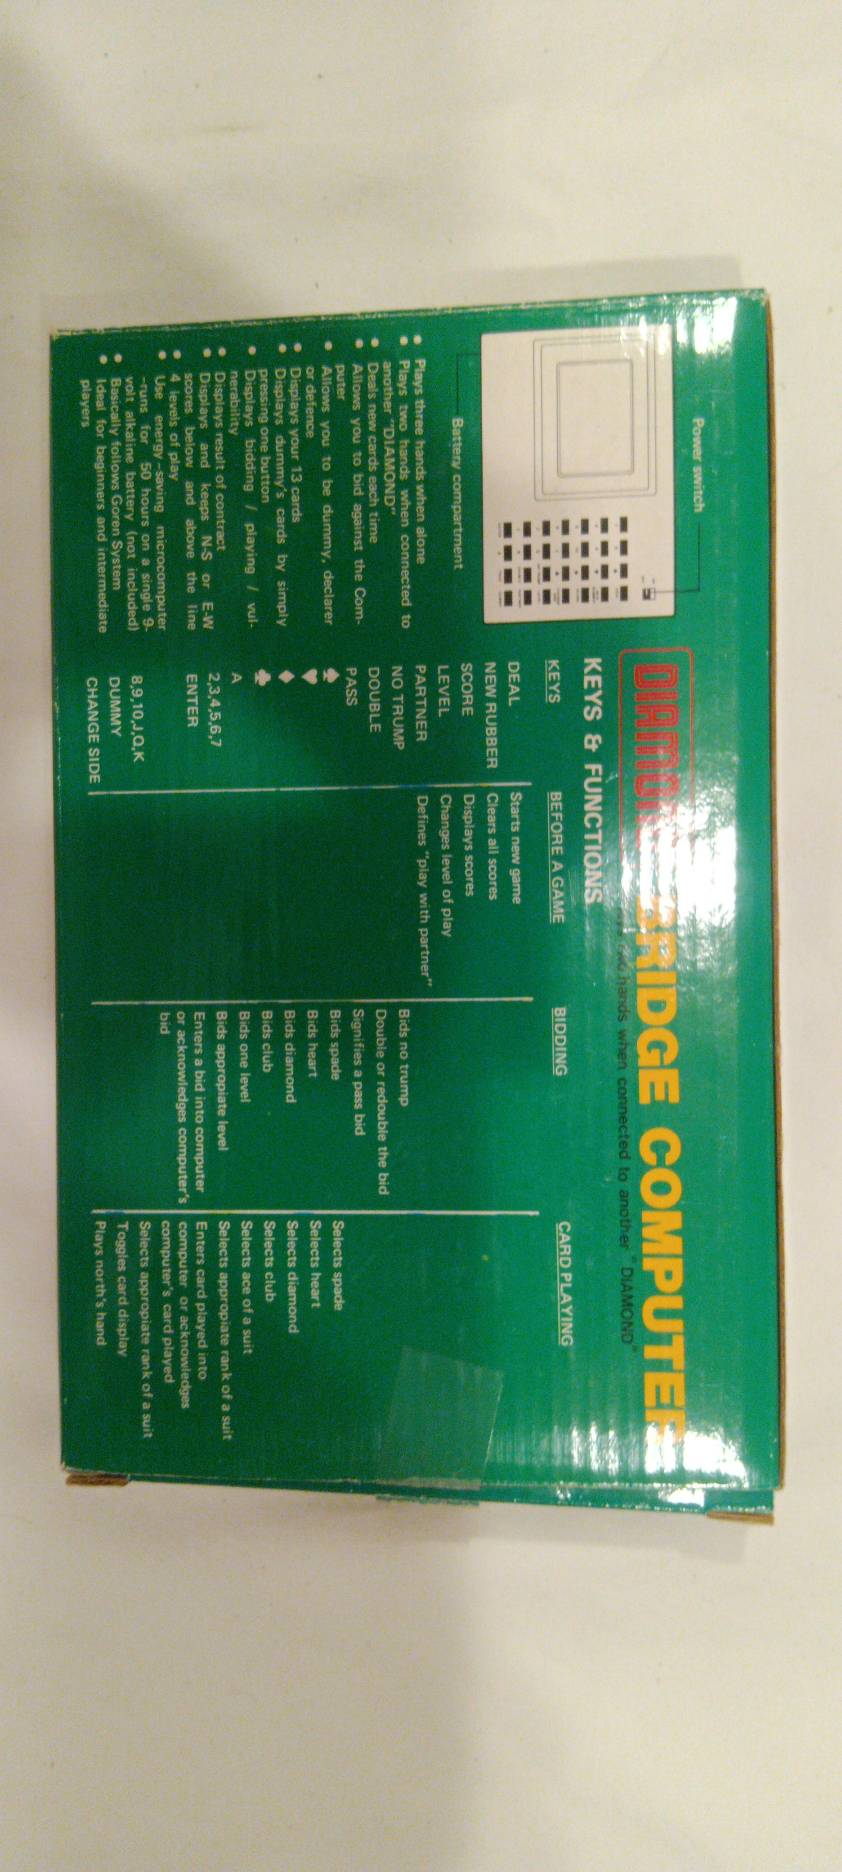 DIAMOND BRIDGE COMPUTER
two hands when connected to another "DIAMOND"
Power switch
Battery compartment
• Plays three hands when alone
• Plays two hands when connected to
another "DIAMOND"
• Deals new cards each time
• Allows you to bid against the Com-
puter
• Allows you to be dummy, declarer
or defence
• Displays your 13 cards
• Displays dummy's cards by simply
pressing one button
• Displays bidding / playing / vul-
nerability
• Displays result of contract
• Displays and keeps N-S or E-W
scores below and above the line
• 4 levels of play
• Use energy-saving microcomputer
-runs for 50 hours on a single 9-
volt alkaline battery (not included)
• Basically follows Goren System
• Ideal for beginners and intermediate
players
KEYS & FUNCTIONS
KEYS BEFORE A GAME BIDDING CARD PLAYING
DEAL Starts new game
NEW RUBBER Clears all scores
SCORE Displays scores
LEVEL Changes level of play
PARTNER Defines "play with partner"
NO TRUMP Bids no trump
DOUBLE Double or redouble the bid
PASS Signifies a pass bid
♠ Bids spade Selects spade
♥ Bids heart Selects heart
♦ Bids diamond Selects diamond
♣ Bids club Selects club
A Bids one level Selects ace of a suit
2,3,4,5,6,7 Bids appropiate level Selects appropiate rank of a suit
ENTER Enters a bid into computer Enters card played into
or acknowledges computer's computer or acknowledges
bid computer's card played
8,9,10,J,Q,K Selects appropiate rank of a suit
DUMMY Toggles card display
CHANGE SIDE Plays north's hand